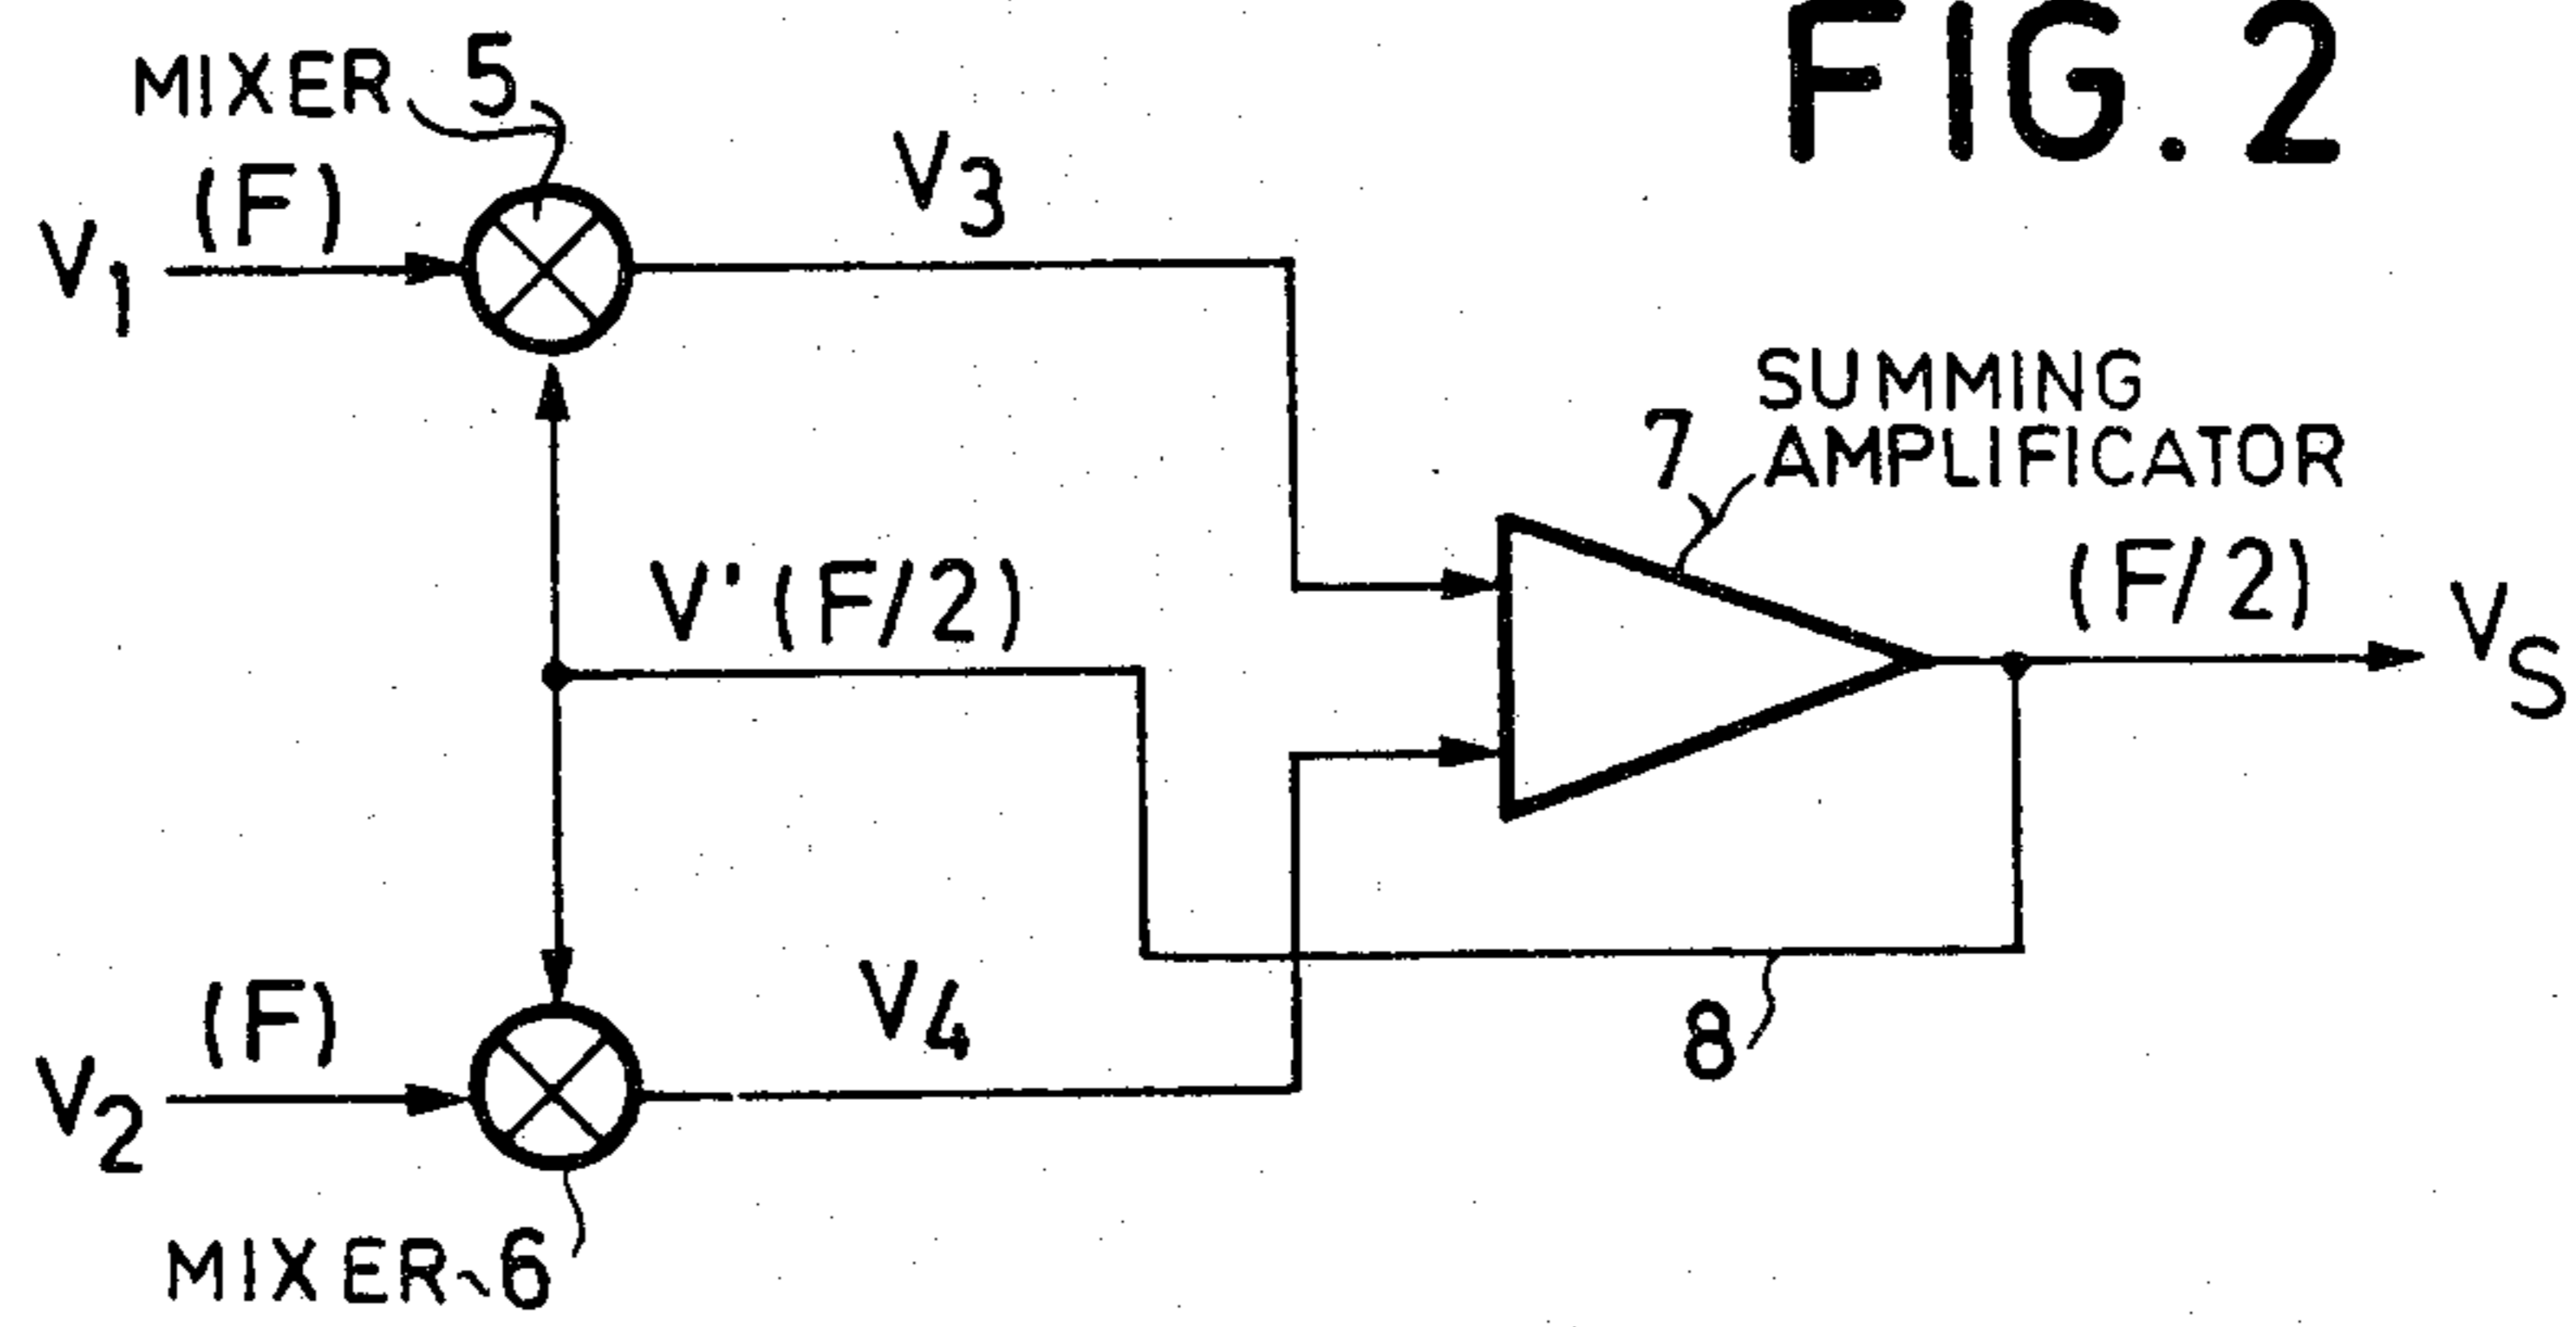 FIG. 2
MIXER 5
(F)
V1
V3
SUMMING
7 AMPLIFICATOR
V' (F/2)
(F/2)
VS
(F)
V2
V4
8
MIXER 6